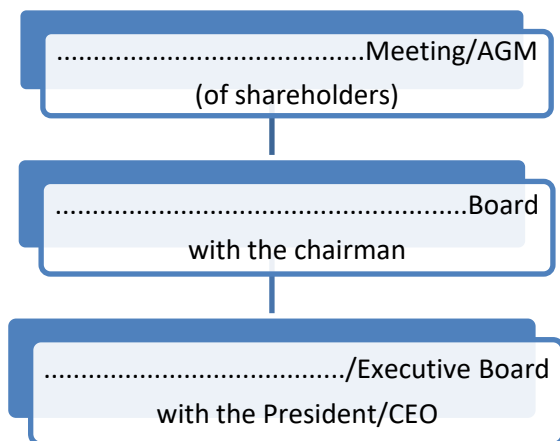 ..........................................Meeting/AGM
(of shareholders)
........................................................Board
with the chairman
........................................./Executive Board
with the President/CEO